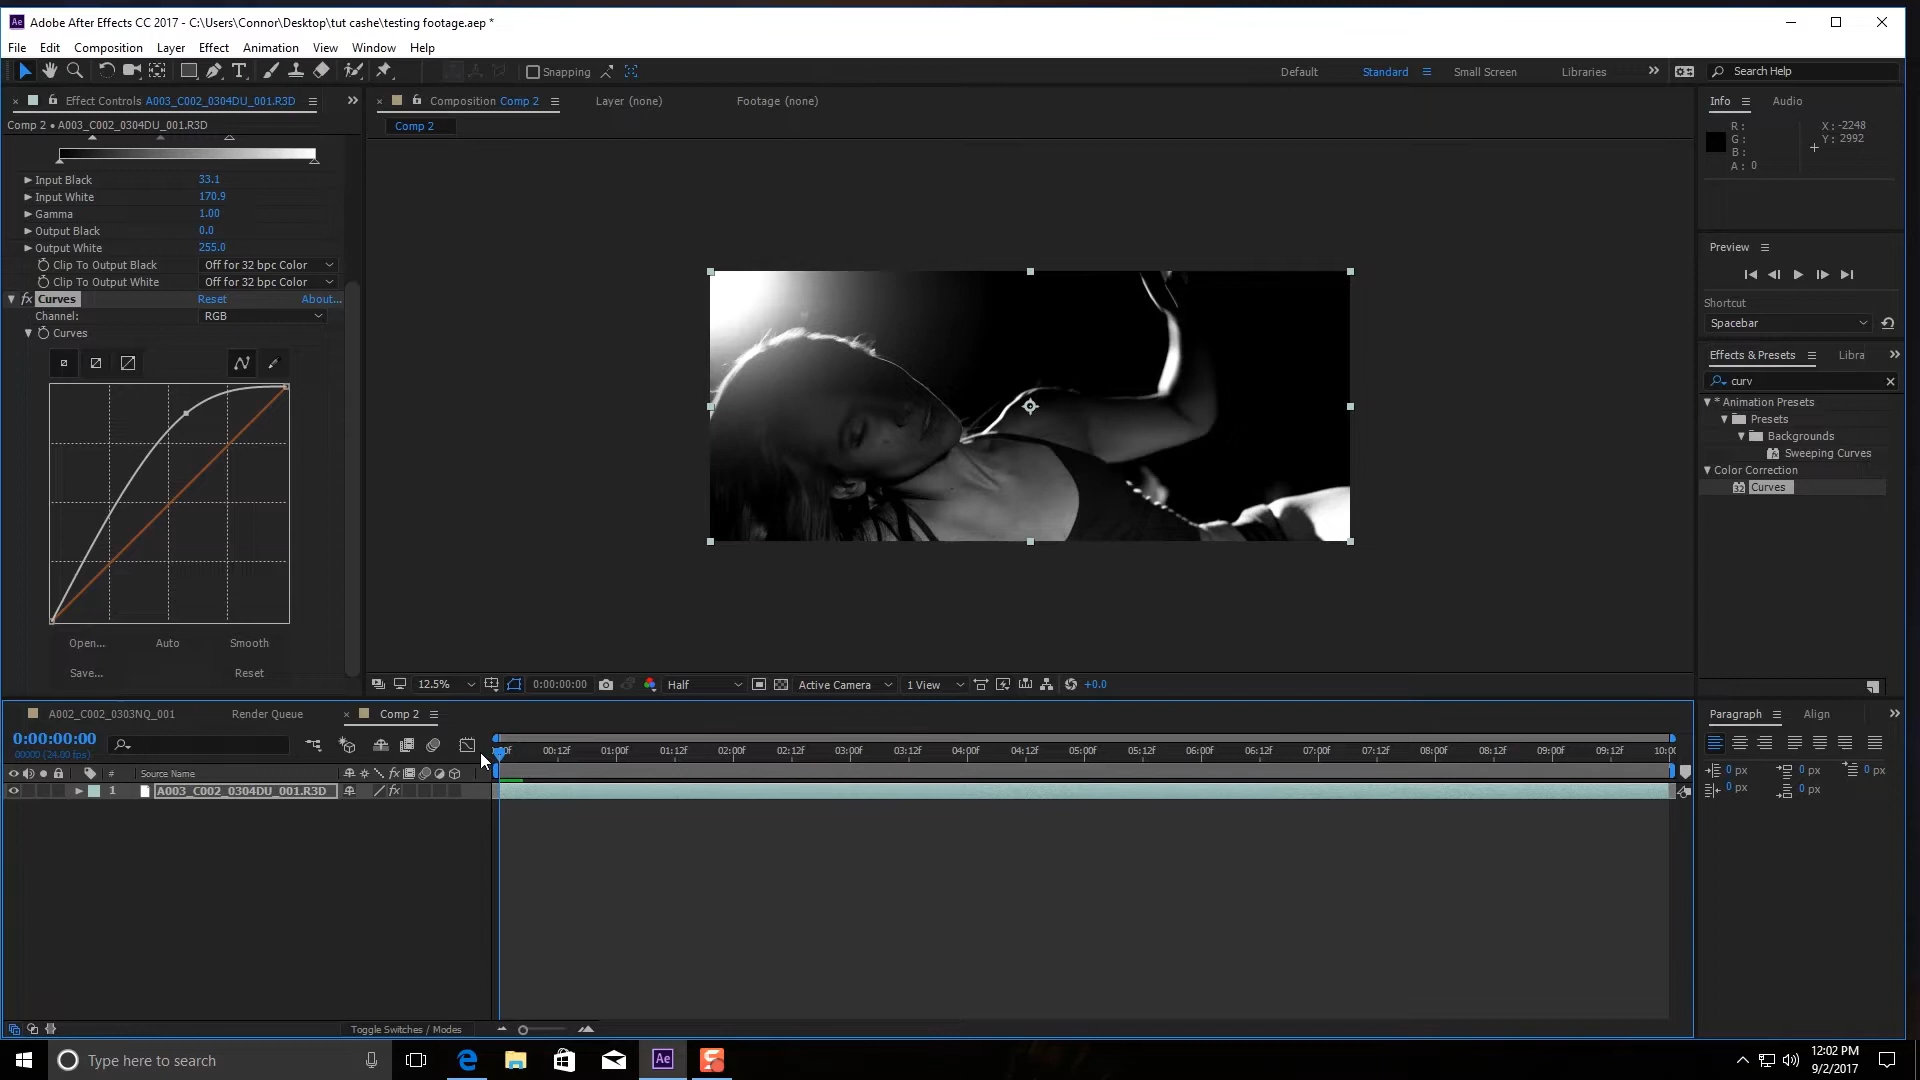 Ae Adobe After Effects CC 2017 - C:\Users\Connor\Desktop\tut cashe\testing footage.aep *
File Edit Composition Layer Effect Animation View Window Help
T Snapping Default Standard Small Screen Libraries Search Help
Effect Controls A003_C002_0304DU_001.R3D
Comp 2 • A003_C002_0304DU_001.R3D
Input Black 33.1
Input White 170.9
Gamma 1.00
Output Black 0.0
Output White 255.0
Clip To Output Black Off for 32 bpc Color
Clip To Output White Off for 32 bpc Color
fx Curves Reset About...
Channel: RGB
Curves
Open... Auto Smooth
Save... Reset
Composition Comp 2 Layer (none) Footage (none)
Comp 2
12.5% 0:00:00:00 Half Active Camera 1 View +0.0
Info Audio
R: X: -2248
G: Y: 2992
B:
A: 0
Preview
Shortcut
Spacebar
Effects & Presets Libra
curv
* Animation Presets
Presets
Backgrounds
Sweeping Curves
Color Correction
32 Curves
A002_C002_0303NQ_001 Render Queue Comp 2
0:00:00:00
00000 (24.00 fps)
00:12f 01:00f 01:12f 02:00f 02:12f 03:00f 03:12f 04:00f 04:12f 05:00f 05:12f 06:00f 06:12f 07:00f 07:12f 08:00f 08:12f 09:00f 09:12f
# Source Name fx
1 A003_C002_0304DU_001.R3D fx
Toggle Switches / Modes
Paragraph Align
0 px 0 px 0 px
0 px 0 px
Type here to search Ae 12:02 PM
9/2/2017